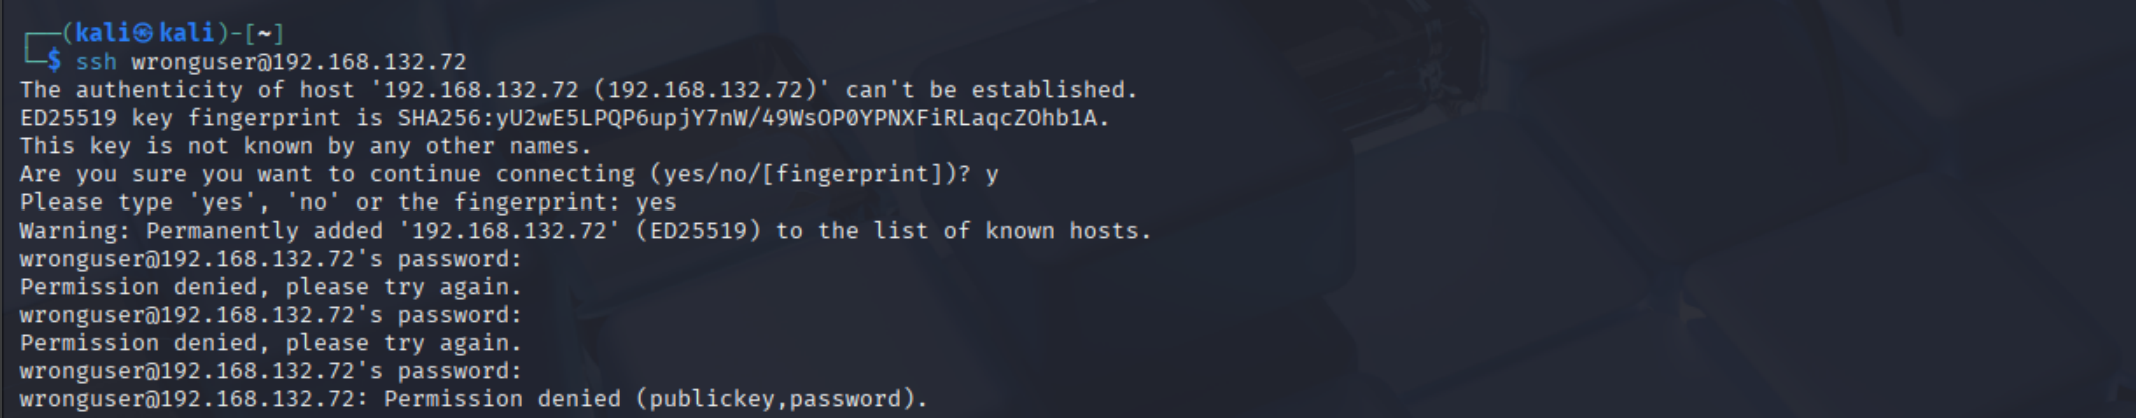 ┌──(kali㉿kali)-[~]
└─$ ssh wronguser@192.168.132.72
The authenticity of host '192.168.132.72 (192.168.132.72)' can't be established.
ED25519 key fingerprint is SHA256:yU2wE5LPQP6upjY7nW/49WsOP0YPNXFiRLaqcZOhb1A.
This key is not known by any other names.
Are you sure you want to continue connecting (yes/no/[fingerprint])? y
Please type 'yes', 'no' or the fingerprint: yes
Warning: Permanently added '192.168.132.72' (ED25519) to the list of known hosts.
wronguser@192.168.132.72's password:
Permission denied, please try again.
wronguser@192.168.132.72's password:
Permission denied, please try again.
wronguser@192.168.132.72's password:
wronguser@192.168.132.72: Permission denied (publickey,password).